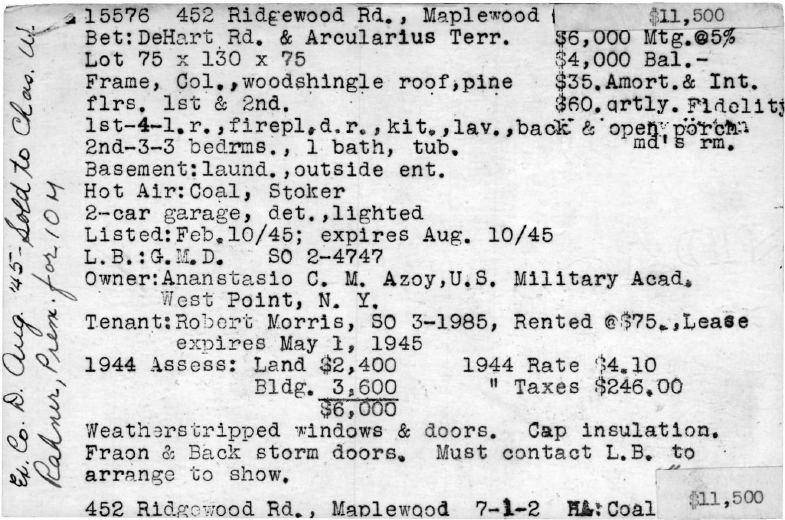 15576 452 Ridgewood Rd., Maplewood $11,500
Bet:DeHart Rd. & Arcularius Terr. $6,000 Mtg.@5%
Lot 75 x 130 x 75 $4,000 Bal.-
Frame, Col.,woodshingle roof,pine $35.Amort.& Int.
flrs. 1st & 2nd. $60.qrtly. Fidelity
1st-4-l.r.,firepl,d.r.,kit.,lav.,back & open porch
2nd-3-3 bedrms., 1 bath, tub. md's rm.
Basement:laund.,outside ent.
Hot Air:Coal, Stoker
2-car garage, det.,lighted
Listed:Feb.10/45; expires Aug. 10/45
L.B.:G.M.D. SO 2-4747
Owner:Ananstasio C. M. Azoy,U.S. Military Acad.
West Point, N. Y.
Tenant:Robert Morris, SO 3-1985, Rented @$75.,Lease
expires May 1, 1945
1944 Assess: Land $2,400 1944 Rate $4.10
Bldg. 3,600 " Taxes $246.00
$6,000
Weatherstripped windows & doors. Cap insulation.
Fraon & Back storm doors. Must contact L.B. to
arrange to show.
452 Ridgewood Rd., Maplewood 7-1-2 HA:Coal $11,500
Ex. Co. D. Aug. '45-Sold to Chas. W.
Ratner, Prem. for 10M